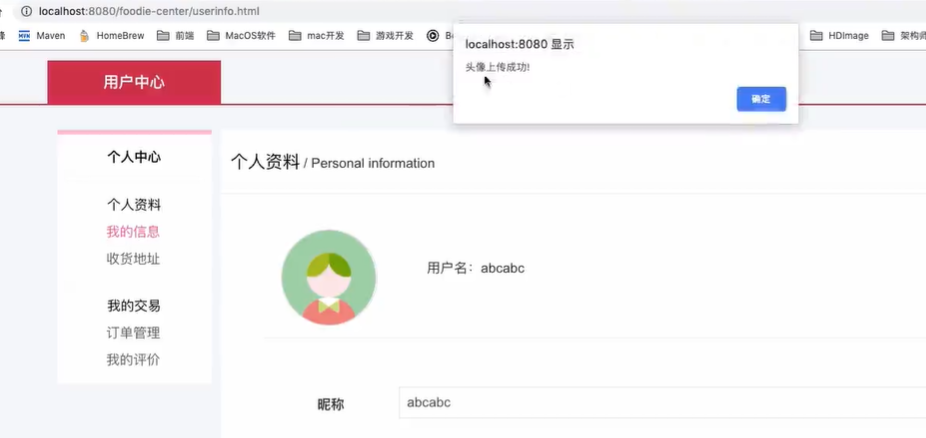 localhost:8080/foodie-center/userinfo.html
Maven HomeBrew 前端 MacOS软件 mac开发 游戏开发 HDImage 架构师
localhost:8080 显示
头像上传成功!
确定
用户中心
个人中心
个人资料
我的信息
收货地址
我的交易
订单管理
我的评价
个人资料 / Personal information
用户名：abcabc
昵称 abcabc